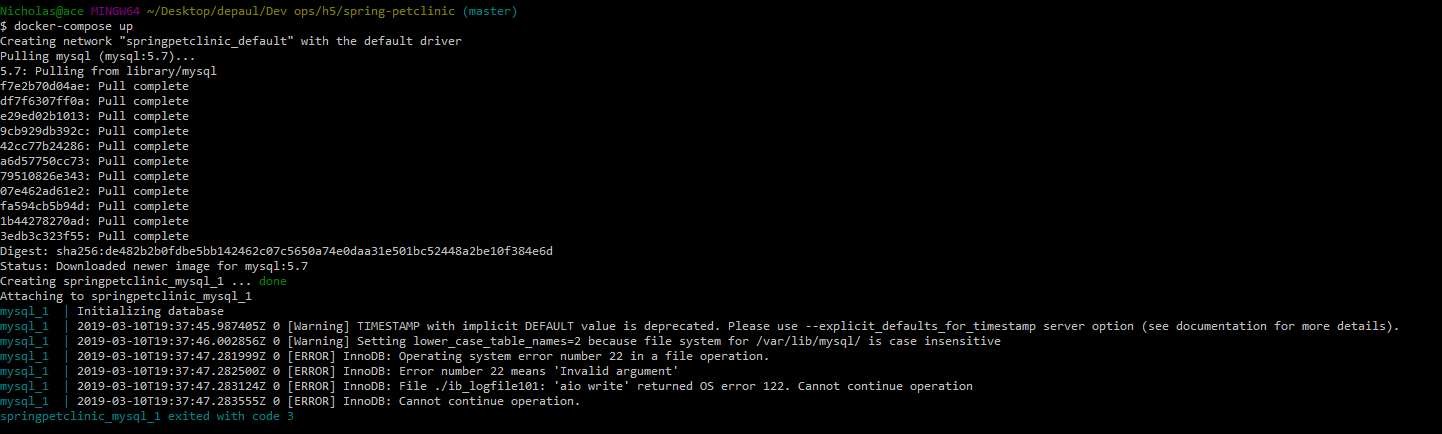 Nicholas@ace MINGW64 ~/Desktop/depaul/Dev ops/h5/spring-petclinic (master)
$ docker-compose up
Creating network "springpetclinic_default" with the default driver
Pulling mysql (mysql:5.7)...
5.7: Pulling from library/mysql
f7e2b70d04ae: Pull complete
df7f6307ff0a: Pull complete
e29ed02b1013: Pull complete
9cb929db392c: Pull complete
42cc77b24286: Pull complete
a6d57750cc73: Pull complete
79510826e343: Pull complete
07e462ad61e2: Pull complete
fa594cb5b94d: Pull complete
1b44278270ad: Pull complete
3edb3c323f55: Pull complete
Digest: sha256:de482b2b0fdbe5bb142462c07c5650a74e0daa31e501bc52448a2be10f384e6d
Status: Downloaded newer image for mysql:5.7
Creating springpetclinic_mysql_1 ... done
Attaching to springpetclinic_mysql_1
mysql_1  | Initializing database
mysql_1  | 2019-03-10T19:37:45.987405Z 0 [Warning] TIMESTAMP with implicit DEFAULT value is deprecated. Please use --explicit_defaults_for_timestamp server option (see documentation for more details).
mysql_1  | 2019-03-10T19:37:46.002856Z 0 [Warning] Setting lower_case_table_names=2 because file system for /var/lib/mysql/ is case insensitive
mysql_1  | 2019-03-10T19:37:47.281999Z 0 [ERROR] InnoDB: Operating system error number 22 in a file operation.
mysql_1  | 2019-03-10T19:37:47.282500Z 0 [ERROR] InnoDB: Error number 22 means 'Invalid argument'
mysql_1  | 2019-03-10T19:37:47.283124Z 0 [ERROR] InnoDB: File ./ib_logfile101: 'aio write' returned OS error 122. Cannot continue operation
mysql_1  | 2019-03-10T19:37:47.283555Z 0 [ERROR] InnoDB: Cannot continue operation.
springpetclinic_mysql_1 exited with code 3